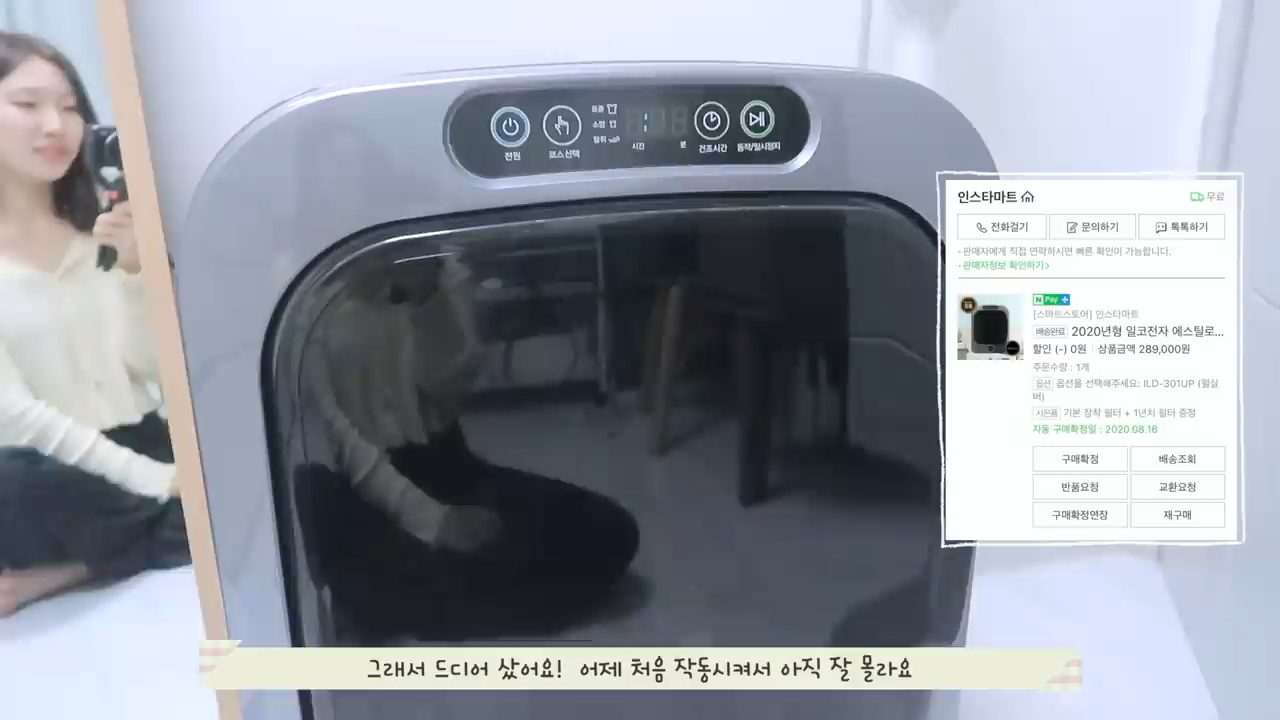 전원
코스선택
표준
소량
탈취
시간
분
건조시간
동작/일시정지
인스타마트
무료
전화걸기
문의하기
톡톡하기
- 판매자에게 직접 연락하시면 빠른 확인이 가능합니다.
- 판매자정보 확인하기 >
N Pay +
[스마트스토어] 인스타마트
배송완료 2020년형 일코전자 에스틸로...
할인 (-) 0원 | 상품금액 289,000원
주문수량 : 1개
옵션 옵션을 선택해주세요: ILD-301UP (펄실
버)
사은품 기본 장착 필터 + 1년치 필터 증정
자동 구매확정일 : 2020.08.16
구매확정
배송조회
반품요청
교환요청
구매확정연장
재구매
그래서 드디어 샀어요! 어제 처음 작동시켜서 아직 잘 몰라요